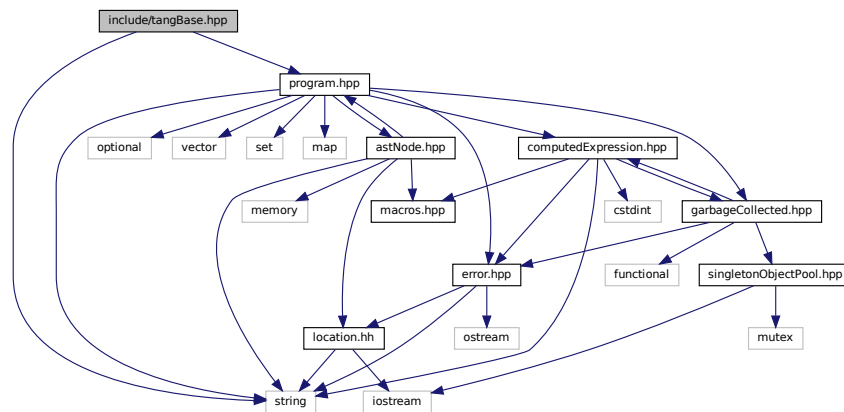 include/tangBase.hpp
program.hpp
optional
vector
set
map
astNode.hpp
computedExpression.hpp
memory
macros.hpp
cstdint
garbageCollected.hpp
error.hpp
functional
singletonObjectPool.hpp
location.hh
ostream
mutex
string
iostream